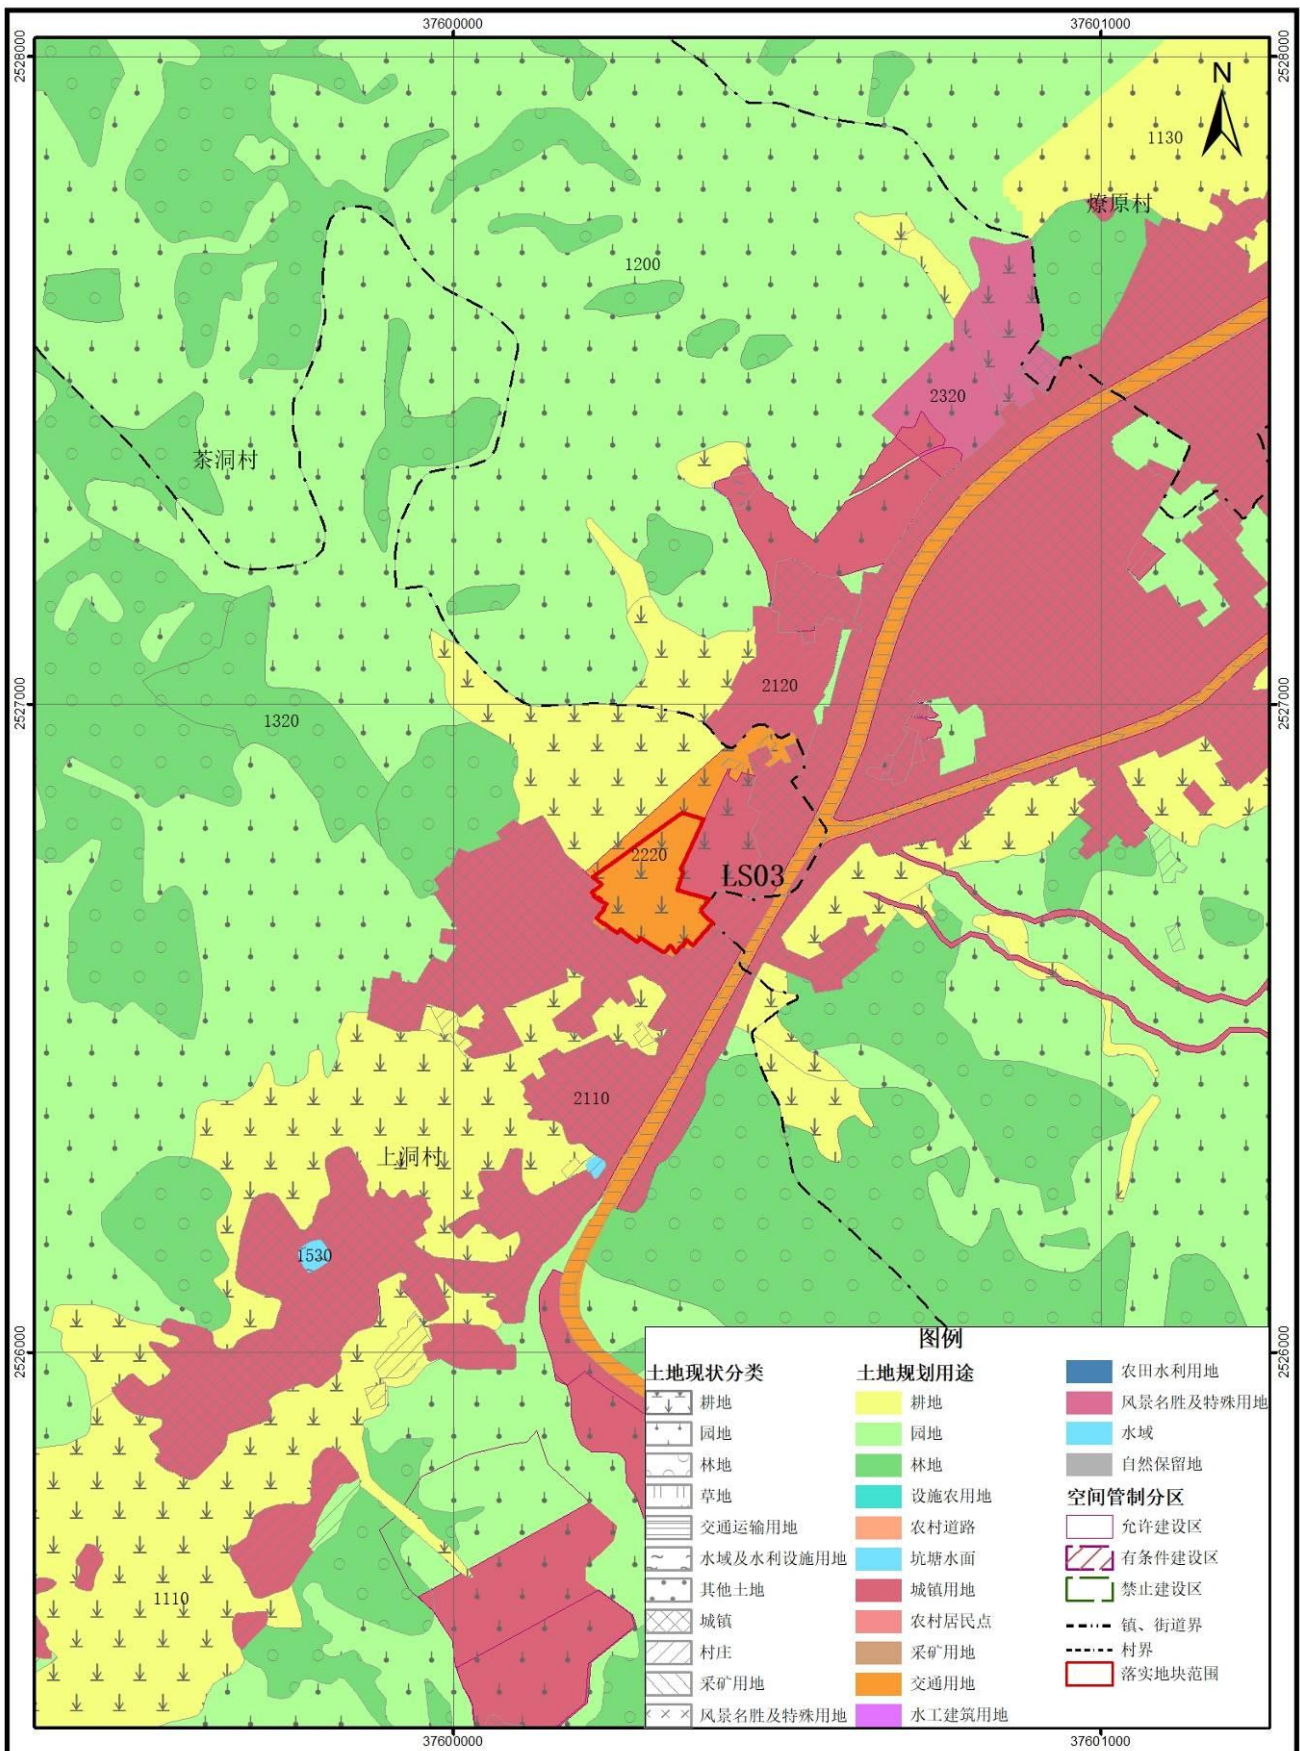 37600000
37601000
2528000
2528000
N
1130
燎原村
1200
2320
茶洞村
2120
2527000
2527000
1320
2220
LS03
2110
上洞村
1530
2526000
2526000
1110
图例
土地现状分类
耕地
园地
林地
草地
交通运输用地
水域及水利设施用地
其他土地
城镇
村庄
采矿用地
风景名胜及特殊用地
土地规划用途
耕地
园地
林地
设施农用地
农村道路
坑塘水面
城镇用地
农村居民点
采矿用地
交通用地
水工建筑用地
农田水利用地
风景名胜及特殊用地
水域
自然保留地
空间管制分区
允许建设区
有条件建设区
禁止建设区
镇、街道界
村界
落实地块范围
37600000
37601000